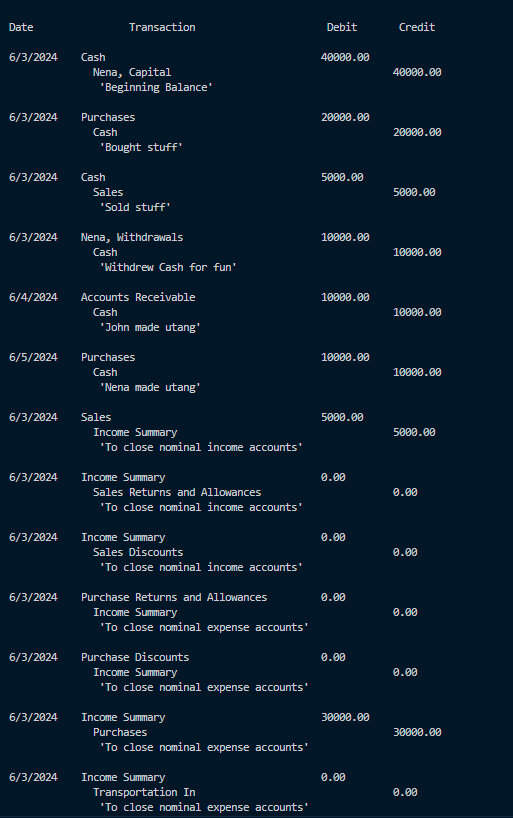 Date Transaction Debit Credit
6/3/2024 Cash 40000.00
Nena, Capital 40000.00
'Beginning Balance'
6/3/2024 Purchases 20000.00
Cash 20000.00
'Bought stuff'
6/3/2024 Cash 5000.00
Sales 5000.00
'Sold stuff'
6/3/2024 Nena, Withdrawals 10000.00
Cash 10000.00
'Withdrew Cash for fun'
6/4/2024 Accounts Receivable 10000.00
Cash 10000.00
'John made utang'
6/5/2024 Purchases 10000.00
Cash 10000.00
'Nena made utang'
6/3/2024 Sales 5000.00
Income Summary 5000.00
'To close nominal income accounts'
6/3/2024 Income Summary 0.00
Sales Returns and Allowances 0.00
'To close nominal income accounts'
6/3/2024 Income Summary 0.00
Sales Discounts 0.00
'To close nominal income accounts'
6/3/2024 Purchase Returns and Allowances 0.00
Income Summary 0.00
'To close nominal expense accounts'
6/3/2024 Purchase Discounts 0.00
Income Summary 0.00
'To close nominal expense accounts'
6/3/2024 Income Summary 30000.00
Purchases 30000.00
'To close nominal expense accounts'
6/3/2024 Income Summary 0.00
Transportation In 0.00
'To close nominal expense accounts'